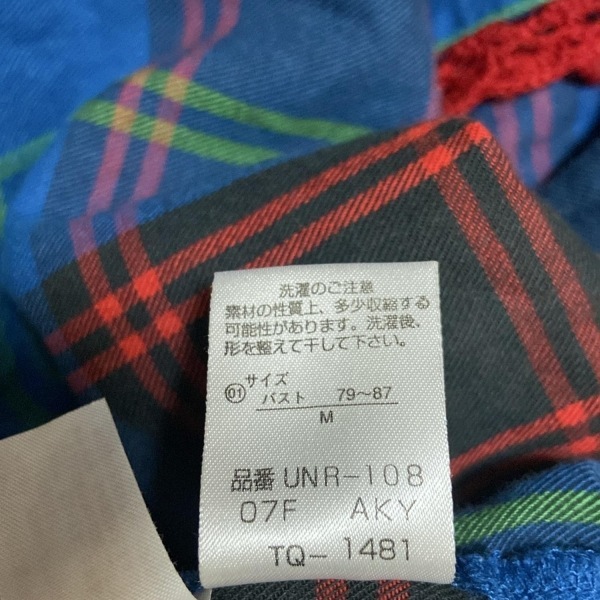 洗濯のご注意
素材の性質上、多少収縮する
可能性があります。洗濯後、
形を整えて干して下さい。
01 サイズ
バスト 79〜87
M
品番 UNR-108
07F AKY
TQ-1481